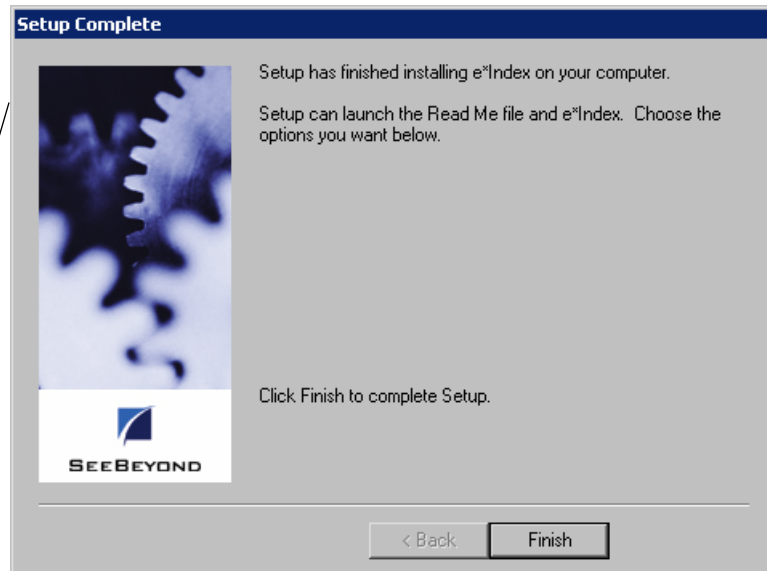 Setup Complete
Setup has finished installing e*Index on your computer.
Setup can launch the Read Me file and e*Index. Choose the
options you want below.
Click Finish to complete Setup.
SEEBEYOND
< Back
Finish